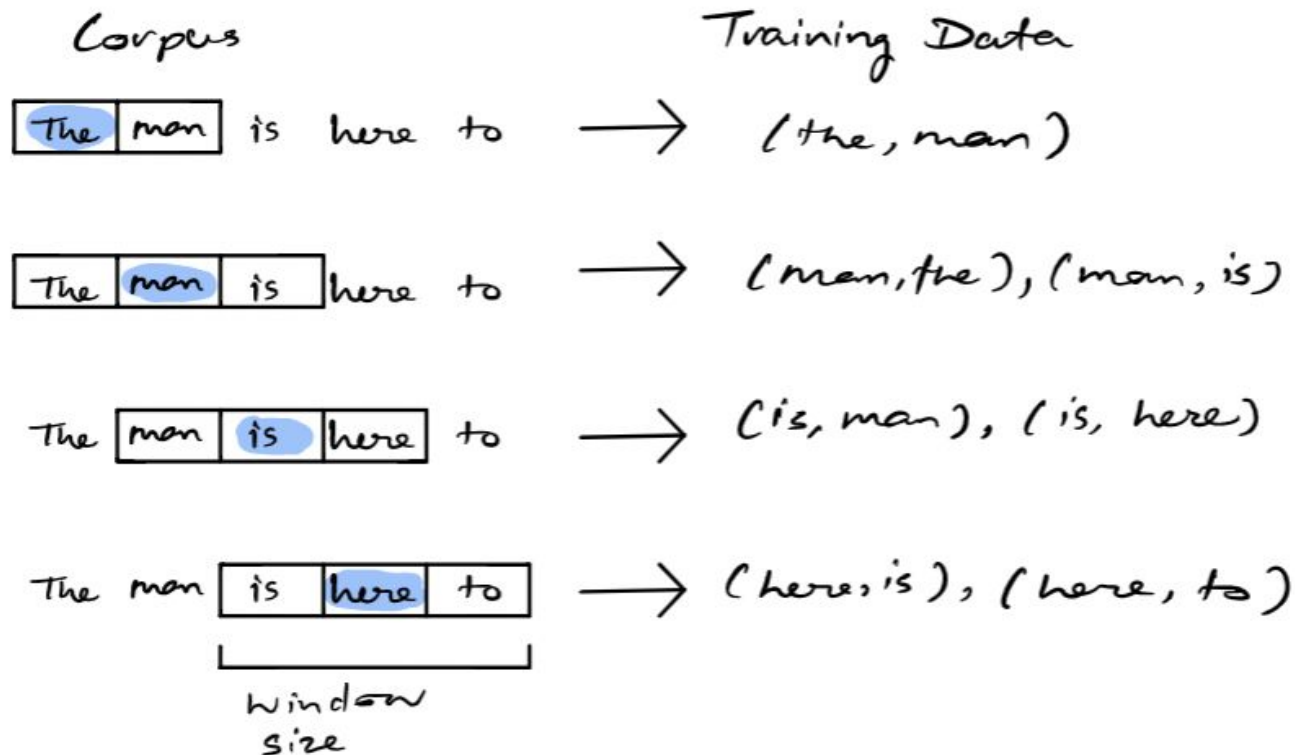 Corpus Training Data
The man is here to (the, man)
The man is here to (man, the), (man, is)
The man is here to (is, man), (is, here)
The man is here to (here, is), (here, to)
window
size